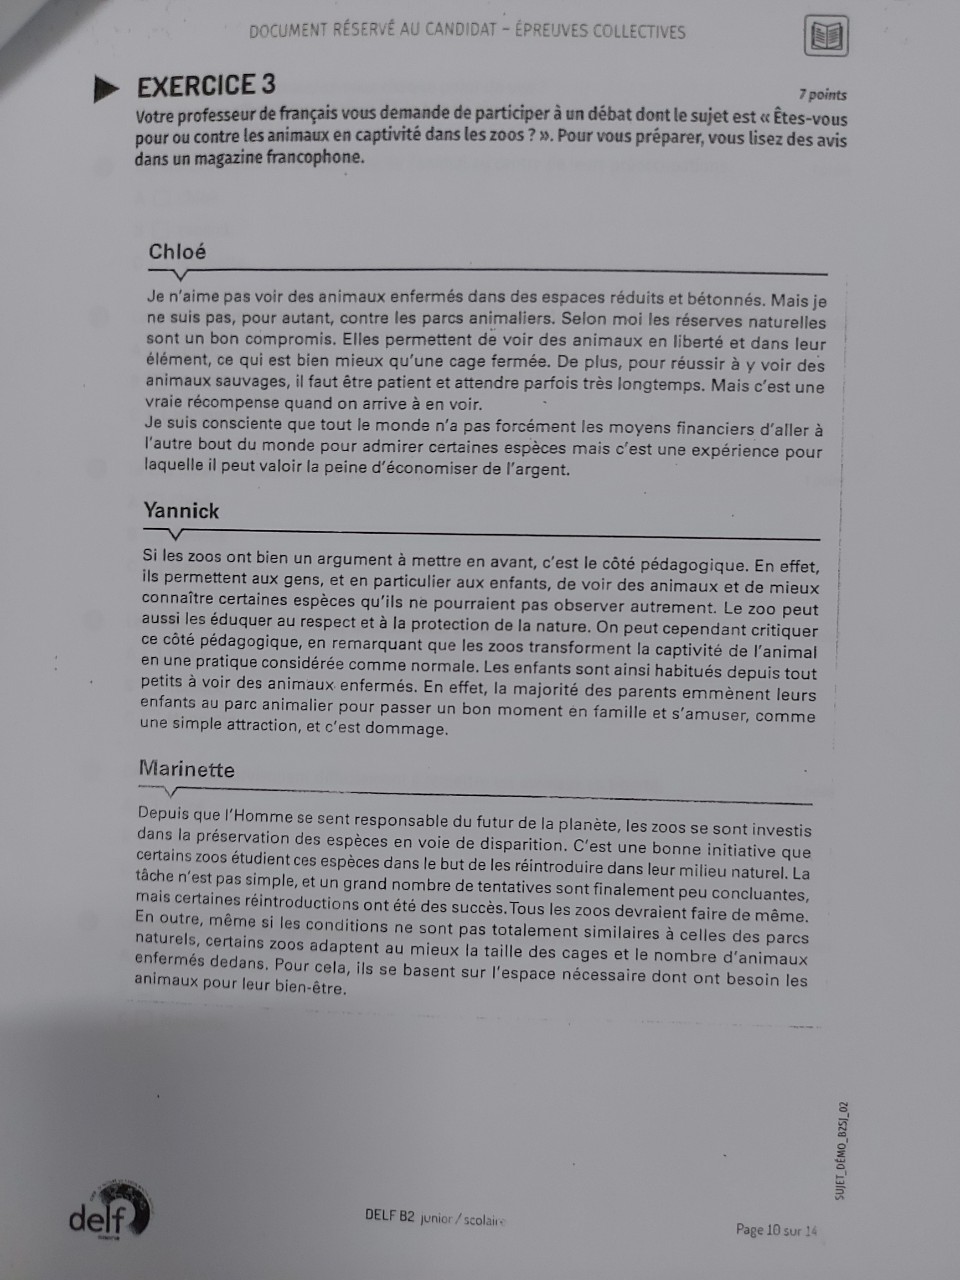 DOCUMENT RÉSERVÉ AU CANDIDAT – ÉPREUVES COLLECTIVES
EXERCICE 3
7 points
Votre professeur de français vous demande de participer à un débat dont le sujet est « Êtes-vous
pour ou contre les animaux en captivité dans les zoos ? ». Pour vous préparer, vous lisez des avis
dans un magazine francophone.
Chloé
Je n'aime pas voir des animaux enfermés dans des espaces réduits et bétonnés. Mais je
ne suis pas, pour autant, contre les parcs animaliers. Selon moi les réserves naturelles
sont un bon compromis. Elles permettent de voir des animaux en liberté et dans leur
élément, ce qui est bien mieux qu'une cage fermée. De plus, pour réussir à y voir des
animaux sauvages, il faut être patient et attendre parfois très longtemps. Mais c'est une
vraie récompense quand on arrive à en voir.
Je suis consciente que tout le monde n'a pas forcément les moyens financiers d'aller à
l'autre bout du monde pour admirer certaines espèces mais c'est une expérience pour
laquelle il peut valoir la peine d'économiser de l'argent.
Yannick
Si les zoos ont bien un argument à mettre en avant, c'est le côté pédagogique. En effet,
ils permettent aux gens, et en particulier aux enfants, de voir des animaux et de mieux
connaître certaines espèces qu'ils ne pourraient pas observer autrement. Le zoo peut
aussi les éduquer au respect et à la protection de la nature. On peut cependant critiquer
ce côté pédagogique, en remarquant que les zoos transforment la captivité de l'animal
en une pratique considérée comme normale. Les enfants sont ainsi habitués depuis tout
petits à voir des animaux enfermés. En effet, la majorité des parents emmènent leurs
enfants au parc animalier pour passer un bon moment en famille et s'amuser, comme
une simple attraction, et c'est dommage.
Marinette
Depuis que l'Homme se sent responsable du futur de la planète, les zoos se sont investis
dans la préservation des espèces en voie de disparition. C'est une bonne initiative que
certains zoos étudient ces espèces dans le but de les réintroduire dans leur milieu naturel. La
tâche n'est pas simple, et un grand nombre de tentatives sont finalement peu concluantes,
mais certaines réintroductions ont été des succès. Tous les zoos devraient faire de même.
En outre, même si les conditions ne sont pas totalement similaires à celles des parcs
naturels, certains zoos adaptent au mieux la taille des cages et le nombre d'animaux
enfermés dedans. Pour cela, ils se basent sur l'espace nécessaire dont ont besoin les
animaux pour leur bien-être.
SUJET_DÉMO_B2SJ_02
delf
DELF B2 junior / scolaire
Page 10 sur 14